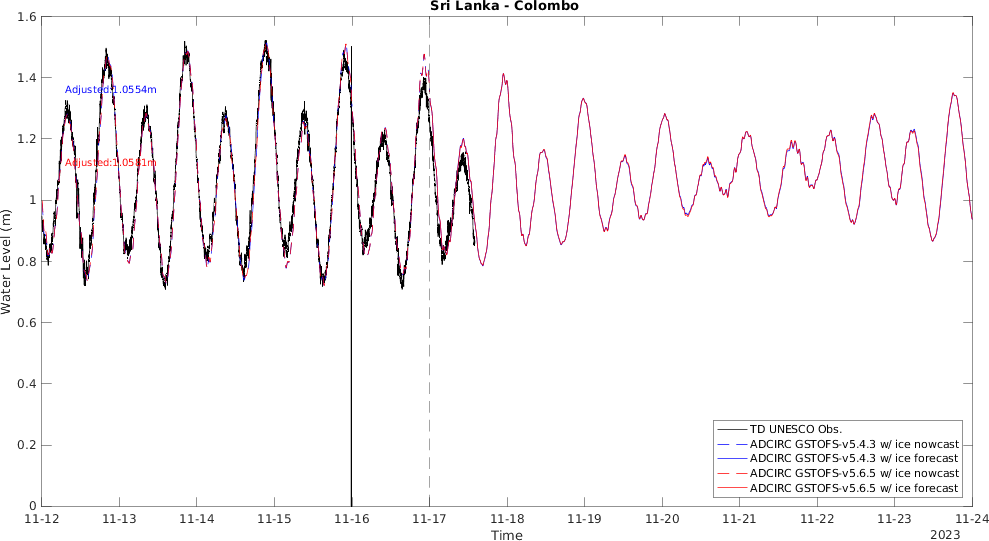 Sri Lanka - Colombo
1.6
1.4
1.2
1
0.8
0.6
0.4
0.2
0
Water Level (m)
Adjusted:1.0554m
Adjusted:1.0581m
TD UNESCO Obs.
ADCIRC GSTOFS-v5.4.3 w/ ice nowcast
ADCIRC GSTOFS-v5.4.3 w/ ice forecast
ADCIRC GSTOFS-v5.6.5 w/ ice nowcast
ADCIRC GSTOFS-v5.6.5 w/ ice forecast
11-12 11-13 11-14 11-15 11-16 11-17 11-18 11-19 11-20 11-21 11-22 11-23 11-24
Time
2023